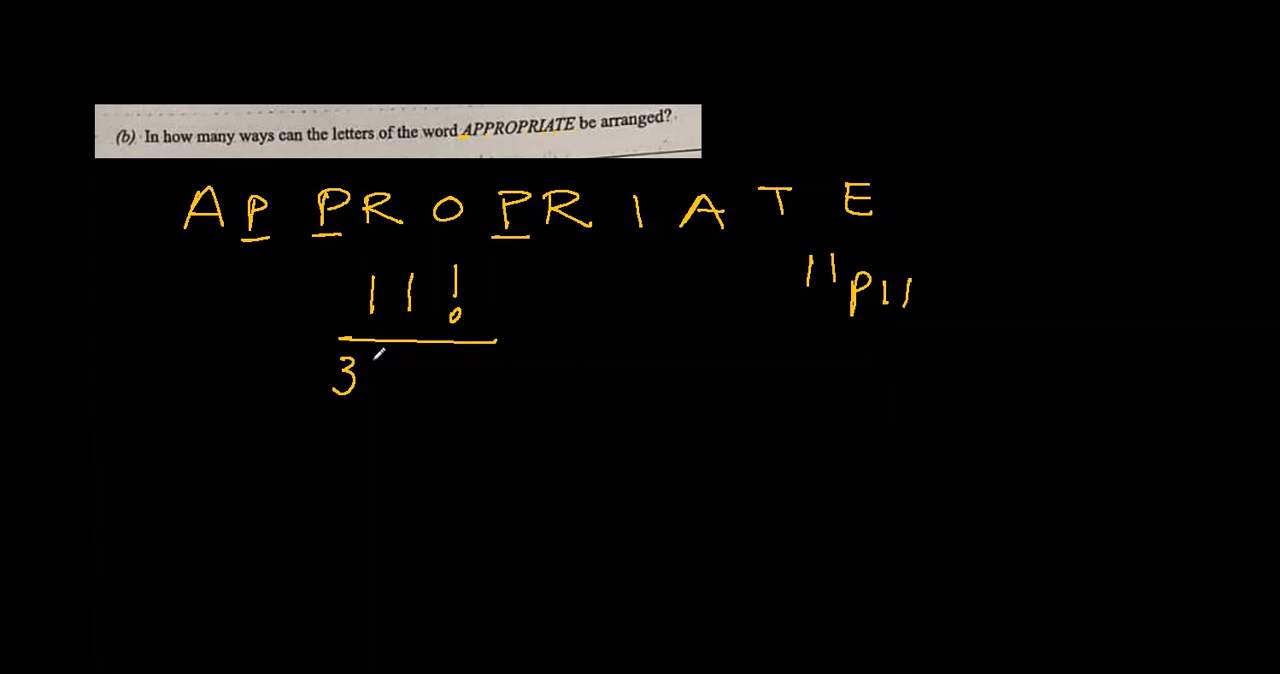 (b) In how many ways can the letters of the word APPROPRIATE be arranged?
A P P R O P R I A T E
11!
11P11
3